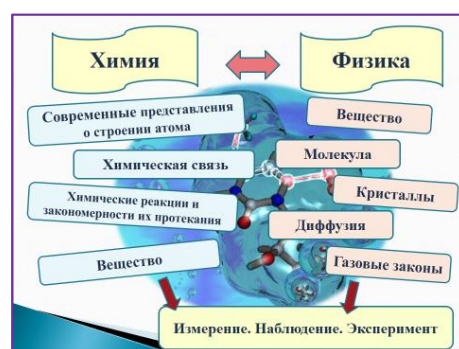 Химия
Физика
Современные представления
о строении атома
Химическая связь
Химические реакции и
закономерности их протекания
Вещество
Вещество
Молекула
Кристаллы
Диффузия
Газовые законы
Измерение. Наблюдение. Эксперимент